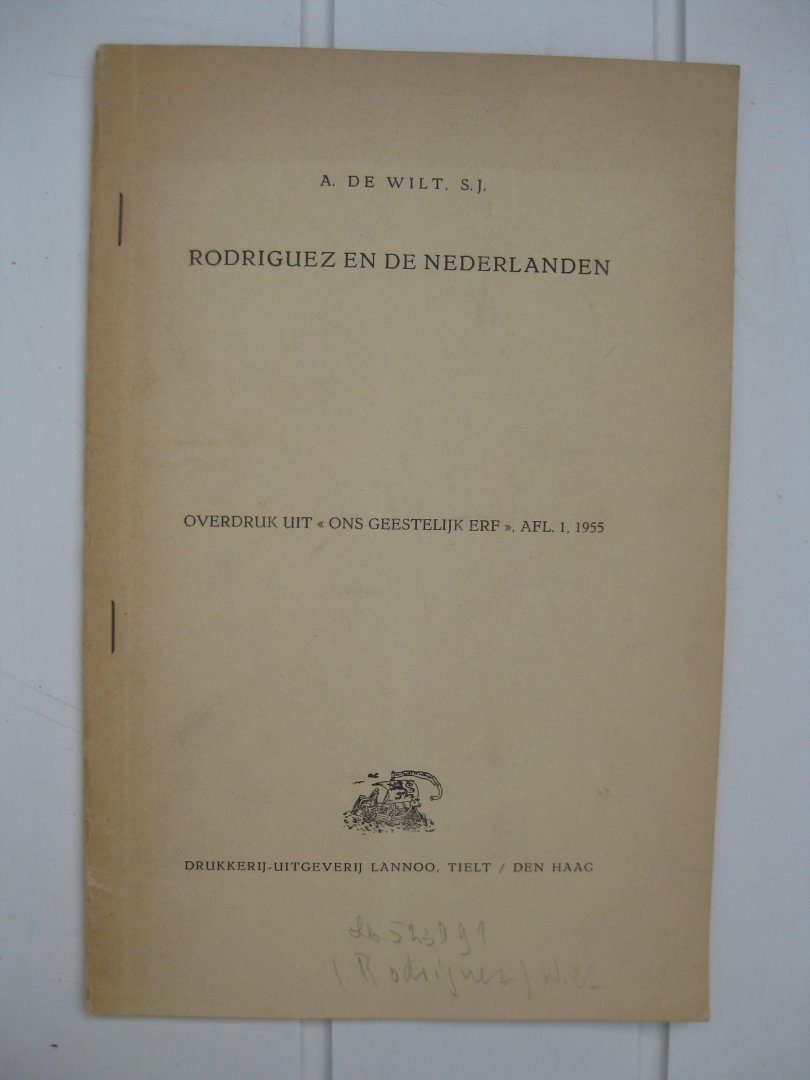 A. DE WILT, S.J.
RODRIGUEZ EN DE NEDERLANDEN
OVERDRUK UIT « ONS GEESTELIJK ERF », AFL. 1, 1955
DRUKKERIJ-UITGEVERIJ LANNOO, TIELT / DEN HAAG
(Rodriguez)